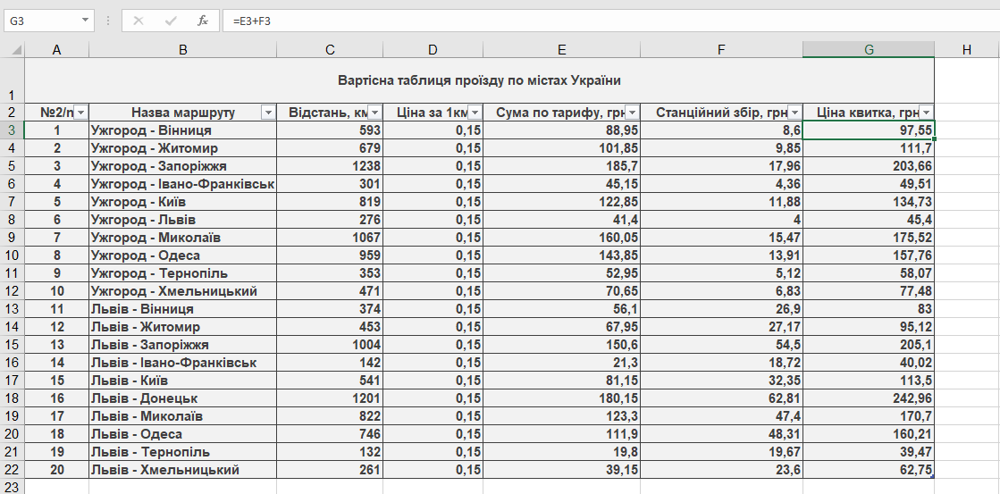 G3 fx =E3+F3
A B C D E F G H
1 Вартісна таблиця проїзду по містах України
2 №2/п Назва маршруту Відстань, км Ціна за 1км Сума по тарифу, грн Станційний збір, грн Ціна квитка, грн
3 1 Ужгород - Вінниця 593 0,15 88,95 8,6 97,55
4 2 Ужгород - Житомир 679 0,15 101,85 9,85 111,7
5 3 Ужгород - Запоріжжя 1238 0,15 185,7 17,96 203,66
6 4 Ужгород - Івано-Франківськ 301 0,15 45,15 4,36 49,51
7 5 Ужгород - Київ 819 0,15 122,85 11,88 134,73
8 6 Ужгород - Львів 276 0,15 41,4 4 45,4
9 7 Ужгород - Миколаїв 1067 0,15 160,05 15,47 175,52
10 8 Ужгород - Одеса 959 0,15 143,85 13,91 157,76
11 9 Ужгород - Тернопіль 353 0,15 52,95 5,12 58,07
12 10 Ужгород - Хмельницький 471 0,15 70,65 6,83 77,48
13 11 Львів - Вінниця 374 0,15 56,1 26,9 83
14 12 Львів - Житомир 453 0,15 67,95 27,17 95,12
15 13 Львів - Запоріжжя 1004 0,15 150,6 54,5 205,1
16 14 Львів - Івано-Франківськ 142 0,15 21,3 18,72 40,02
17 15 Львів - Київ 541 0,15 81,15 32,35 113,5
18 16 Львів - Донецьк 1201 0,15 180,15 62,81 242,96
19 17 Львів - Миколаїв 822 0,15 123,3 47,4 170,7
20 18 Львів - Одеса 746 0,15 111,9 48,31 160,21
21 19 Львів - Тернопіль 132 0,15 19,8 19,67 39,47
22 20 Львів - Хмельницький 261 0,15 39,15 23,6 62,75
23